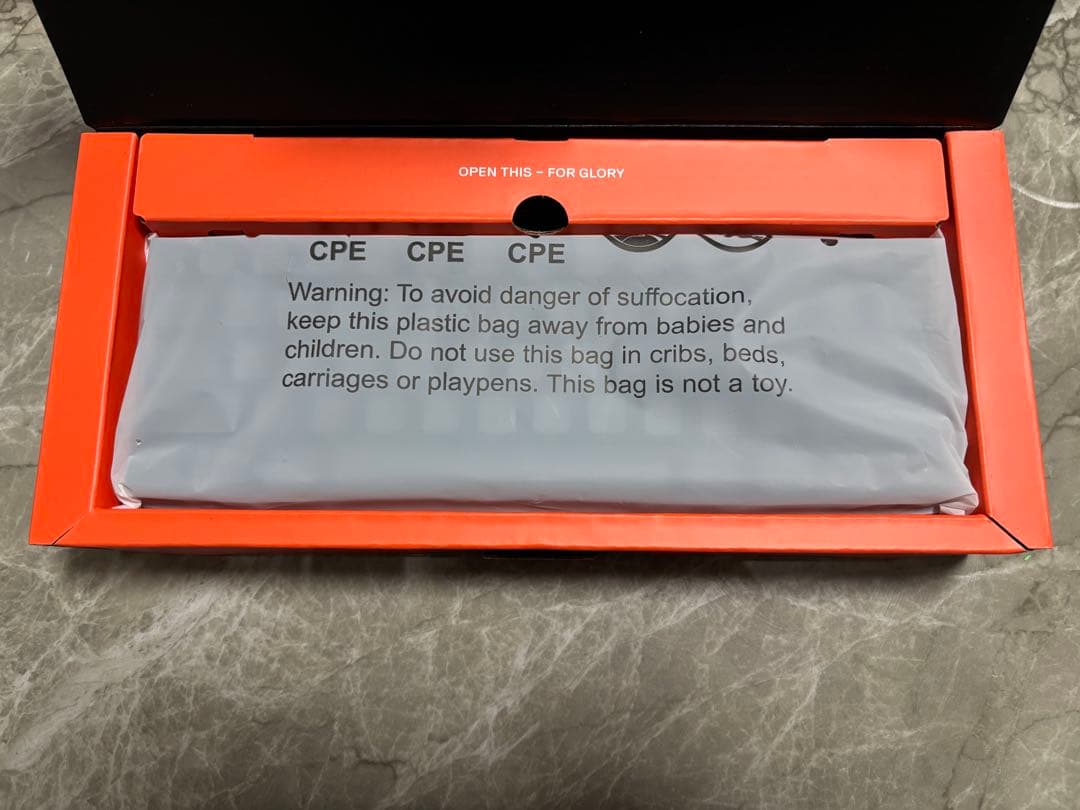 OPEN THIS – FOR GLORY
CPE CPE CPE
Warning: To avoid danger of suffocation,
keep this plastic bag away from babies and
children. Do not use this bag in cribs, beds,
carriages or playpens. This bag is not a toy.